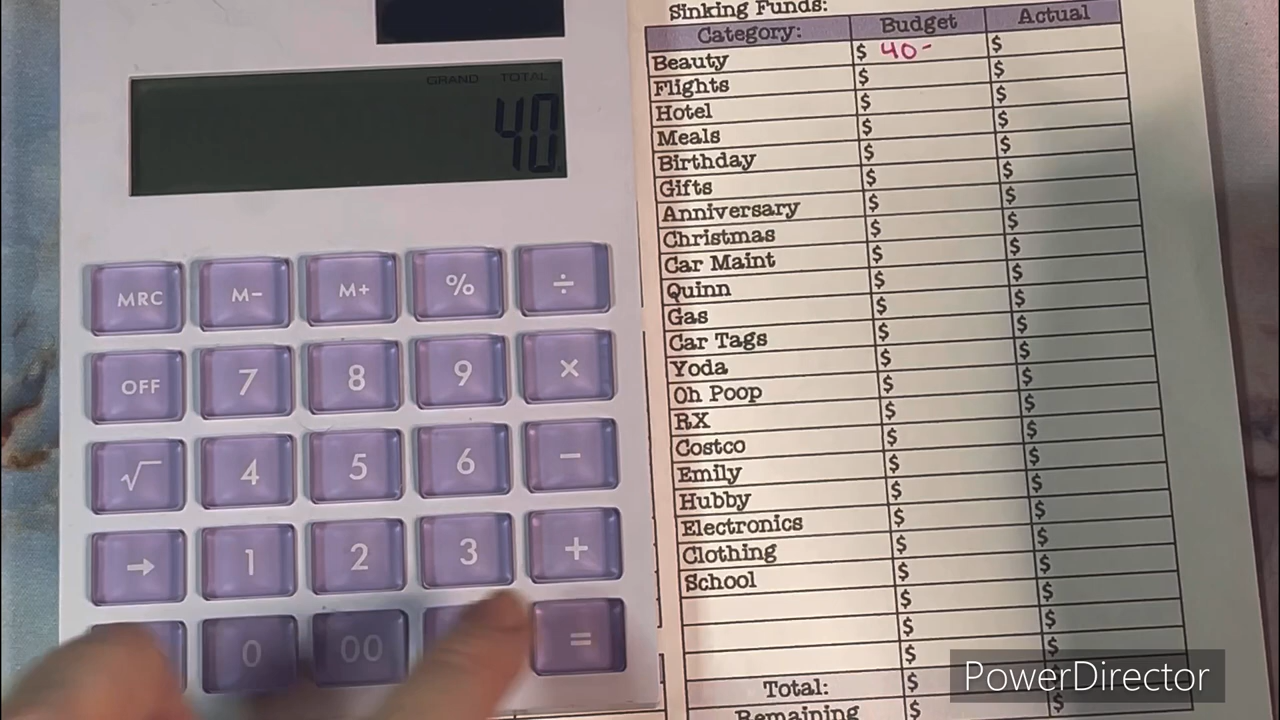 GRAND TOTAL
40.
MRC M- M+ % ÷
OFF 7 8 9 ×
√ 4 5 6 −
→ 1 2 3 +
0 00 =
Sinking Funds:
Category: Budget Actual
Beauty $ 40- $
Flights $ $
Hotel $ $
Meals $ $
Birthday $ $
Gifts $ $
Anniversary $ $
Christmas $ $
Car Maint $ $
Quinn $ $
Gas $ $
Car Tags $ $
Yoda $ $
Oh Poop $ $
RX $ $
Costco $ $
Emily $ $
Hubby $ $
Electronics $ $
Clothing $ $
School $ $
$ $
$ $
$ $
Total: $ $
Remaining $ $
PowerDirector